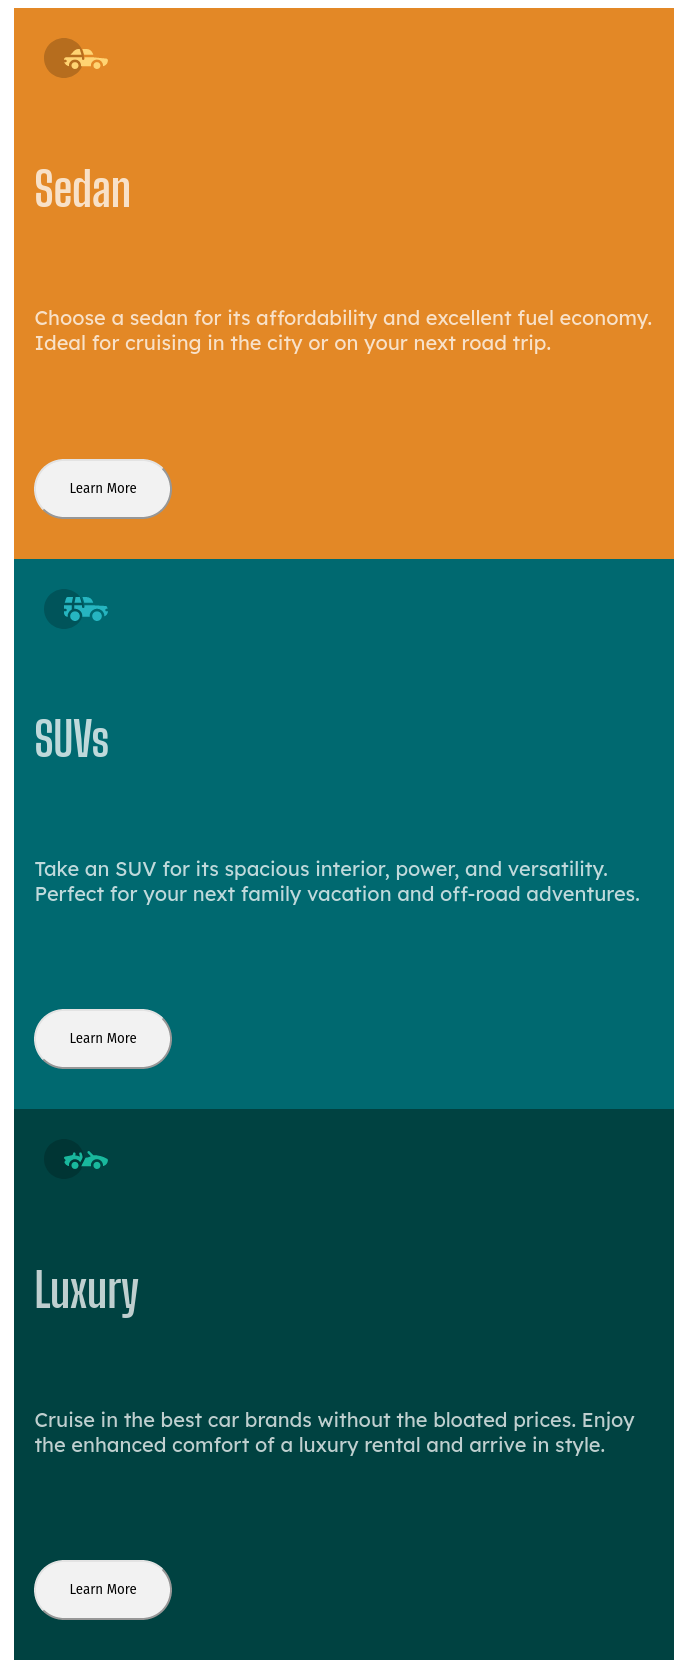 Sedan
Choose a sedan for its affordability and excellent fuel economy.
Ideal for cruising in the city or on your next road trip.
Learn More
SUVs
Take an SUV for its spacious interior, power, and versatility.
Perfect for your next family vacation and off-road adventures.
Learn More
Luxury
Cruise in the best car brands without the bloated prices. Enjoy
the enhanced comfort of a luxury rental and arrive in style.
Learn More